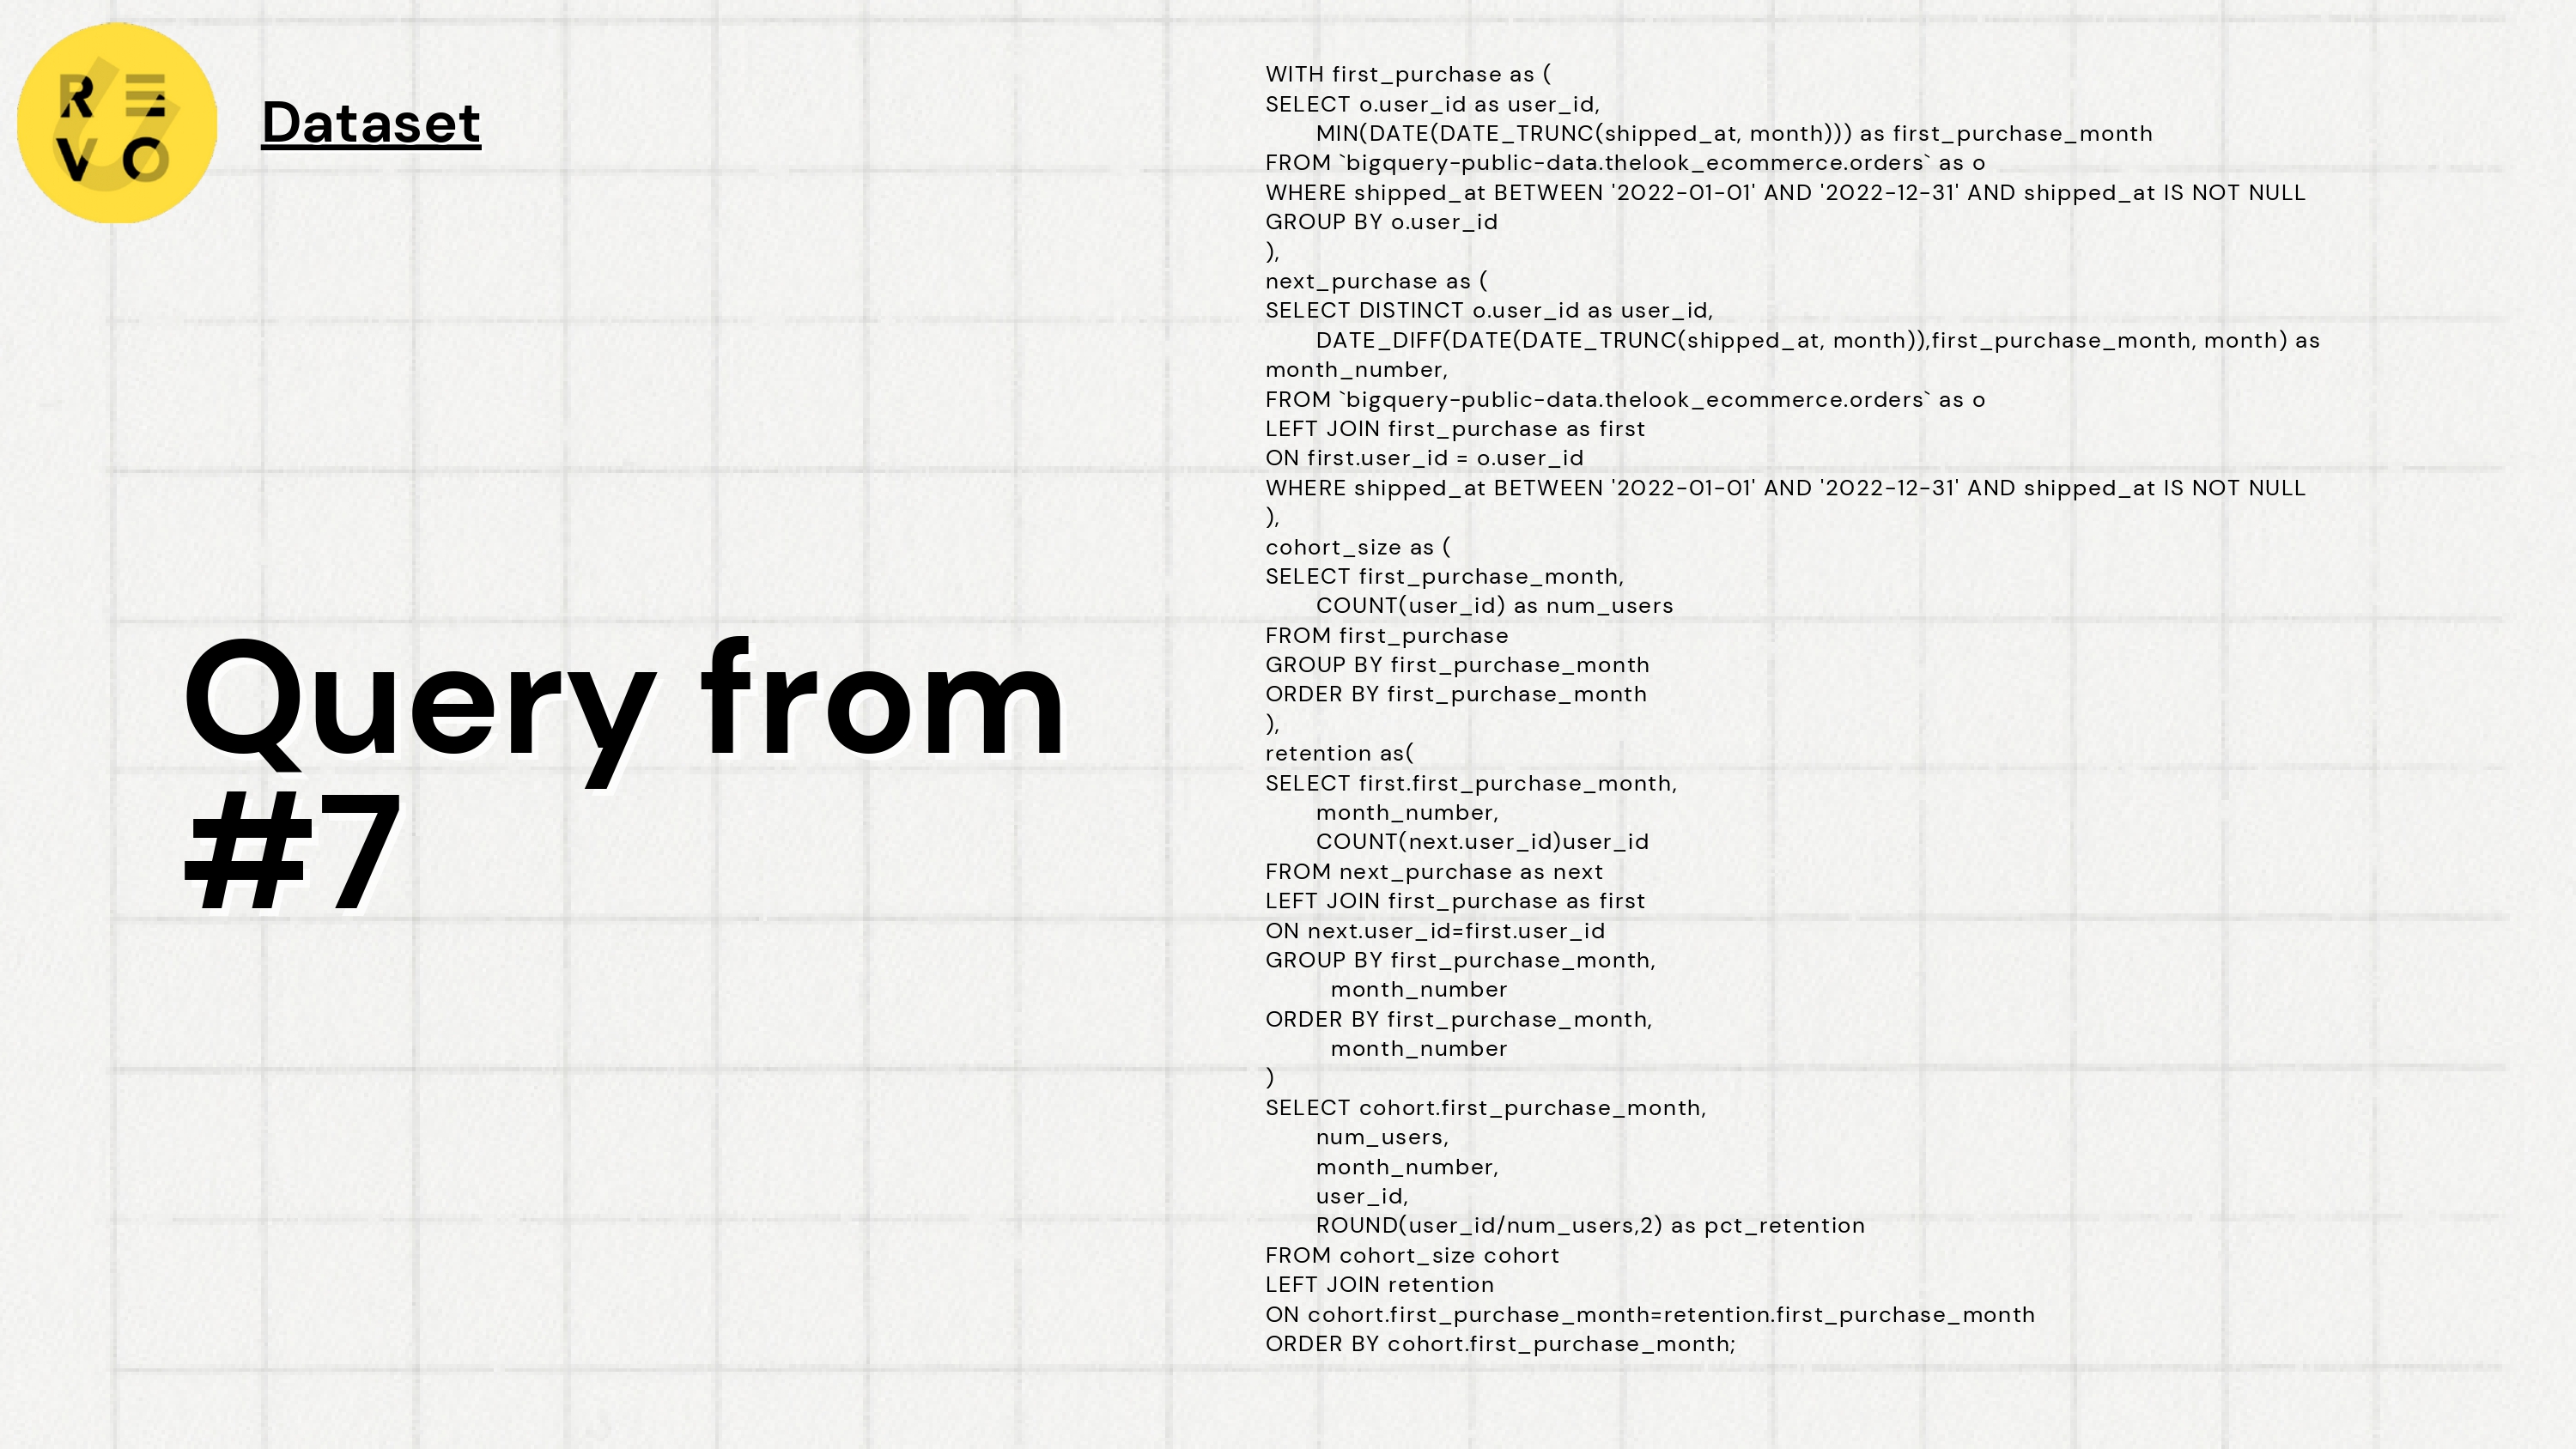 RE
VO
Dataset
Query from
#7
WITH first_purchase as (
SELECT o.user_id as user_id,
MIN(DATE(DATE_TRUNC(shipped_at, month))) as first_purchase_month
FROM `bigquery-public-data.thelook_ecommerce.orders` as o
WHERE shipped_at BETWEEN '2022-01-01' AND '2022-12-31' AND shipped_at IS NOT NULL
GROUP BY o.user_id
),
next_purchase as (
SELECT DISTINCT o.user_id as user_id,
DATE_DIFF(DATE(DATE_TRUNC(shipped_at, month)),first_purchase_month, month) as
month_number,
FROM `bigquery-public-data.thelook_ecommerce.orders` as o
LEFT JOIN first_purchase as first
ON first.user_id = o.user_id
WHERE shipped_at BETWEEN '2022-01-01' AND '2022-12-31' AND shipped_at IS NOT NULL
),
cohort_size as (
SELECT first_purchase_month,
COUNT(user_id) as num_users
FROM first_purchase
GROUP BY first_purchase_month
ORDER BY first_purchase_month
),
retention as(
SELECT first.first_purchase_month,
month_number,
COUNT(next.user_id)user_id
FROM next_purchase as next
LEFT JOIN first_purchase as first
ON next.user_id=first.user_id
GROUP BY first_purchase_month,
month_number
ORDER BY first_purchase_month,
month_number
)
SELECT cohort.first_purchase_month,
num_users,
month_number,
user_id,
ROUND(user_id/num_users,2) as pct_retention
FROM cohort_size cohort
LEFT JOIN retention
ON cohort.first_purchase_month=retention.first_purchase_month
ORDER BY cohort.first_purchase_month;